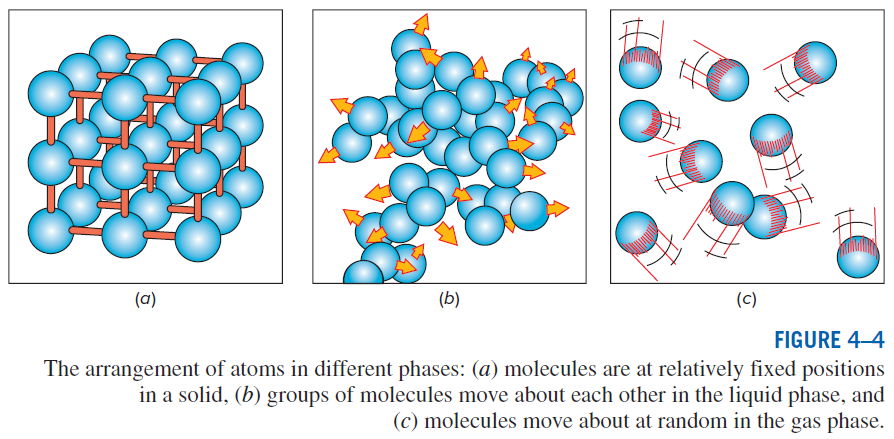 (a)
(b)
(c)
FIGURE 4–4
The arrangement of atoms in different phases: (a) molecules are at relatively fixed positions
in a solid, (b) groups of molecules move about each other in the liquid phase, and
(c) molecules move about at random in the gas phase.